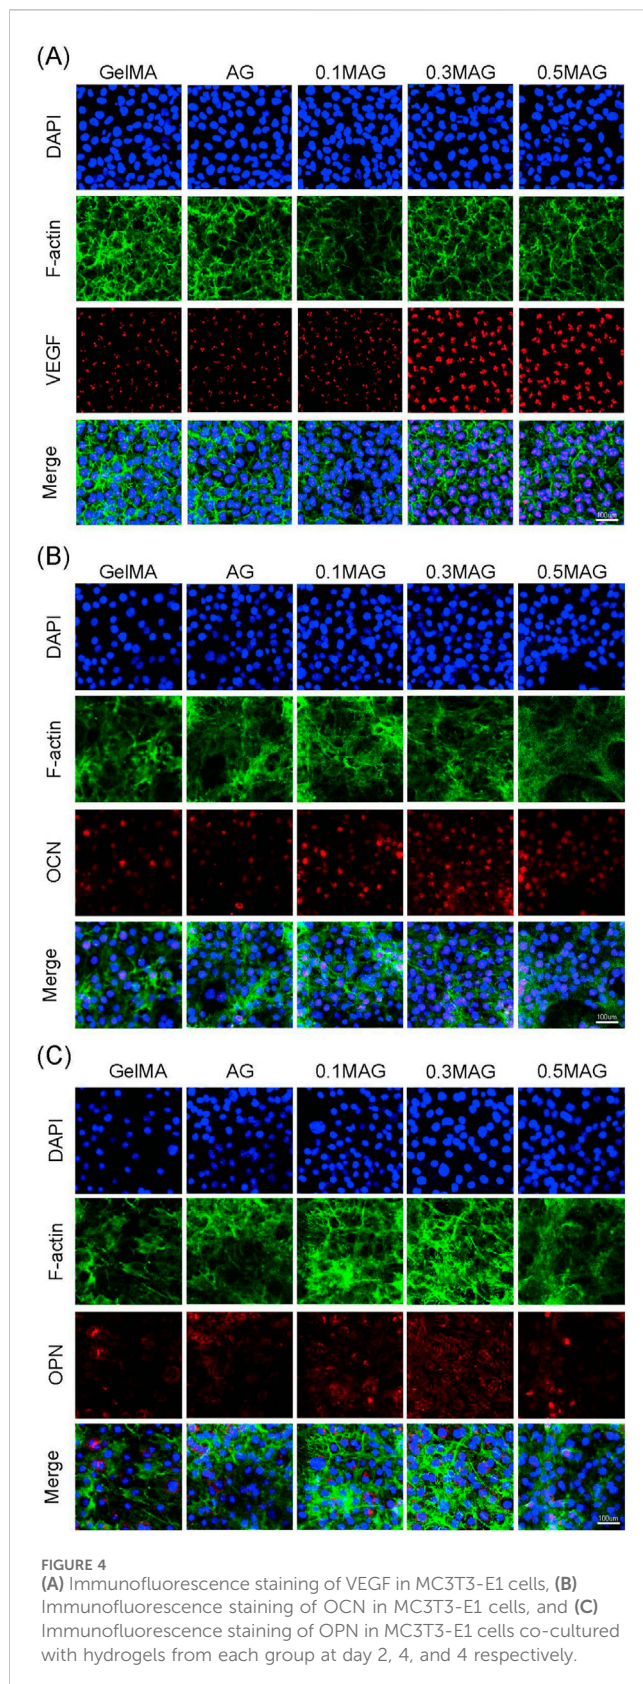 (A)
GelMA AG 0.1MAG 0.3MAG 0.5MAG
DAPI
F-actin
VEGF
Merge
100um
(B)
GelMA AG 0.1MAG 0.3MAG 0.5MAG
DAPI
F-actin
OCN
Merge
100um
(C)
GelMA AG 0.1MAG 0.3MAG 0.5MAG
DAPI
F-actin
OPN
Merge
100um
FIGURE 4
(A) Immunofluorescence staining of VEGF in MC3T3-E1 cells, (B)
Immunofluorescence staining of OCN in MC3T3-E1 cells, and (C)
Immunofluorescence staining of OPN in MC3T3-E1 cells co-cultured
with hydrogels from each group at day 2, 4, and 4 respectively.